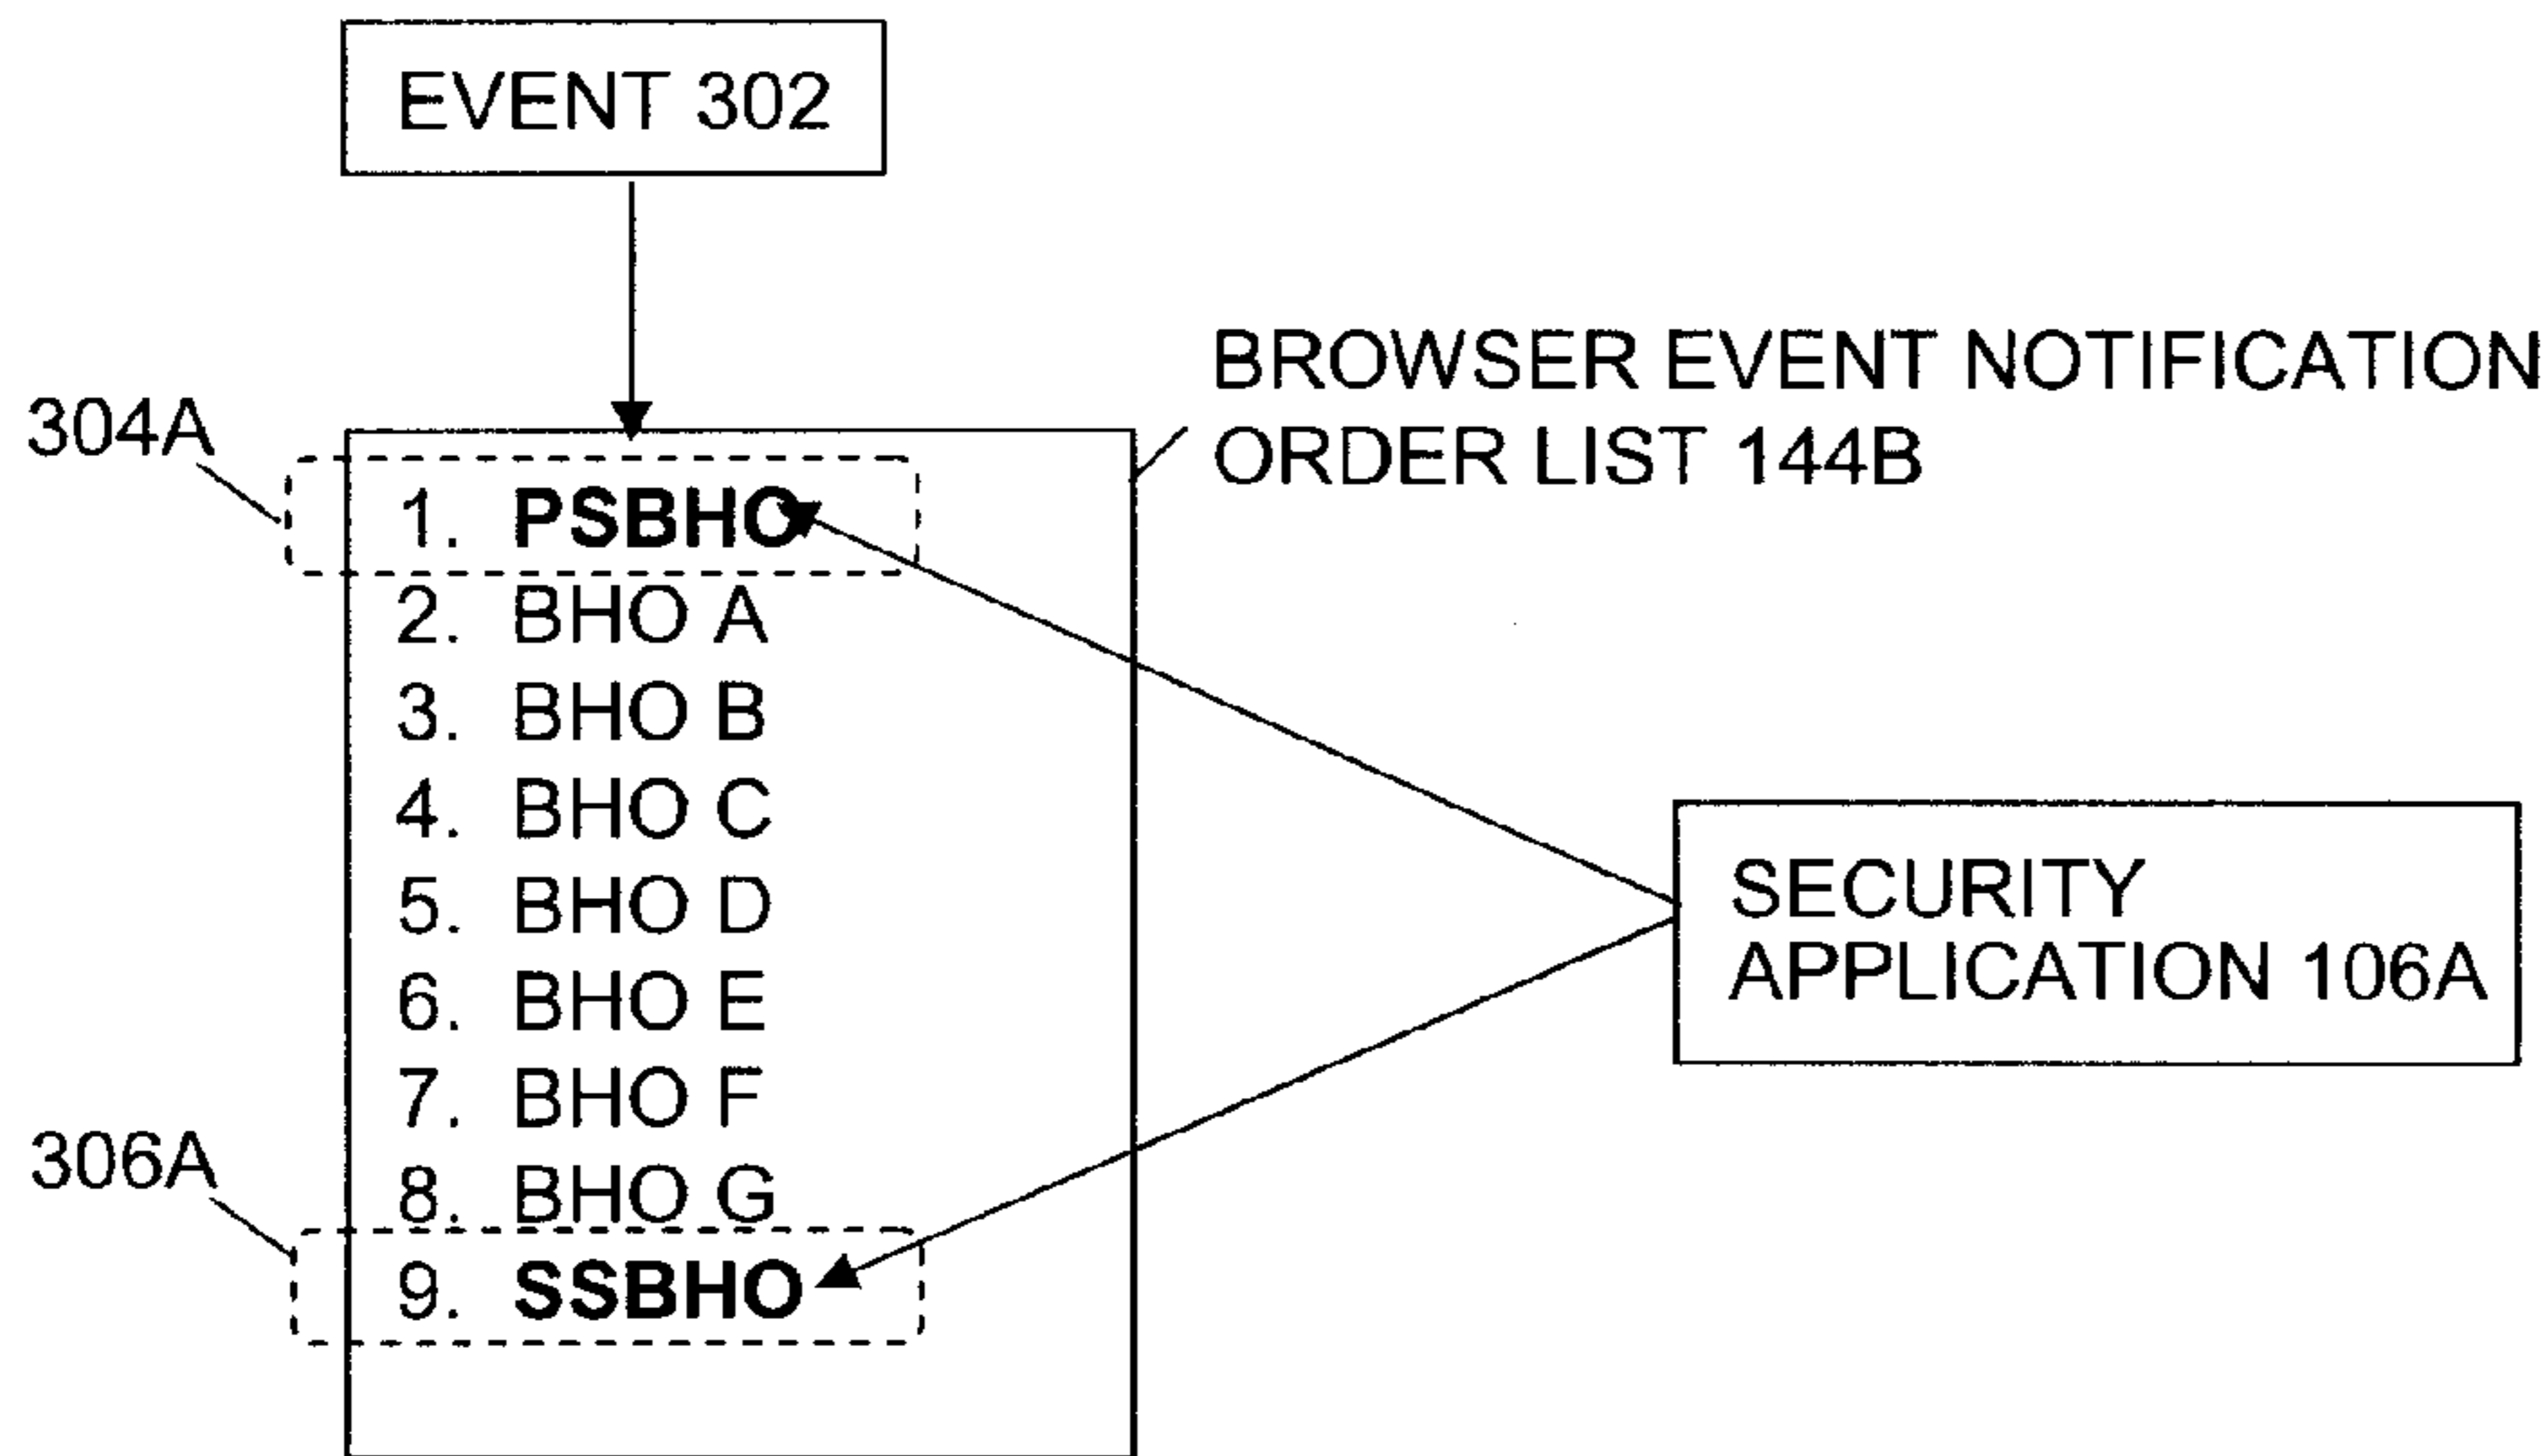 EVENT 302
BROWSER EVENT NOTIFICATION
ORDER LIST 144B
304A
1. PSBHO
2. BHO A
3. BHO B
4. BHO C
5. BHO D
6. BHO E
7. BHO F
8. BHO G
9. SSBHO
306A
SECURITY
APPLICATION 106A